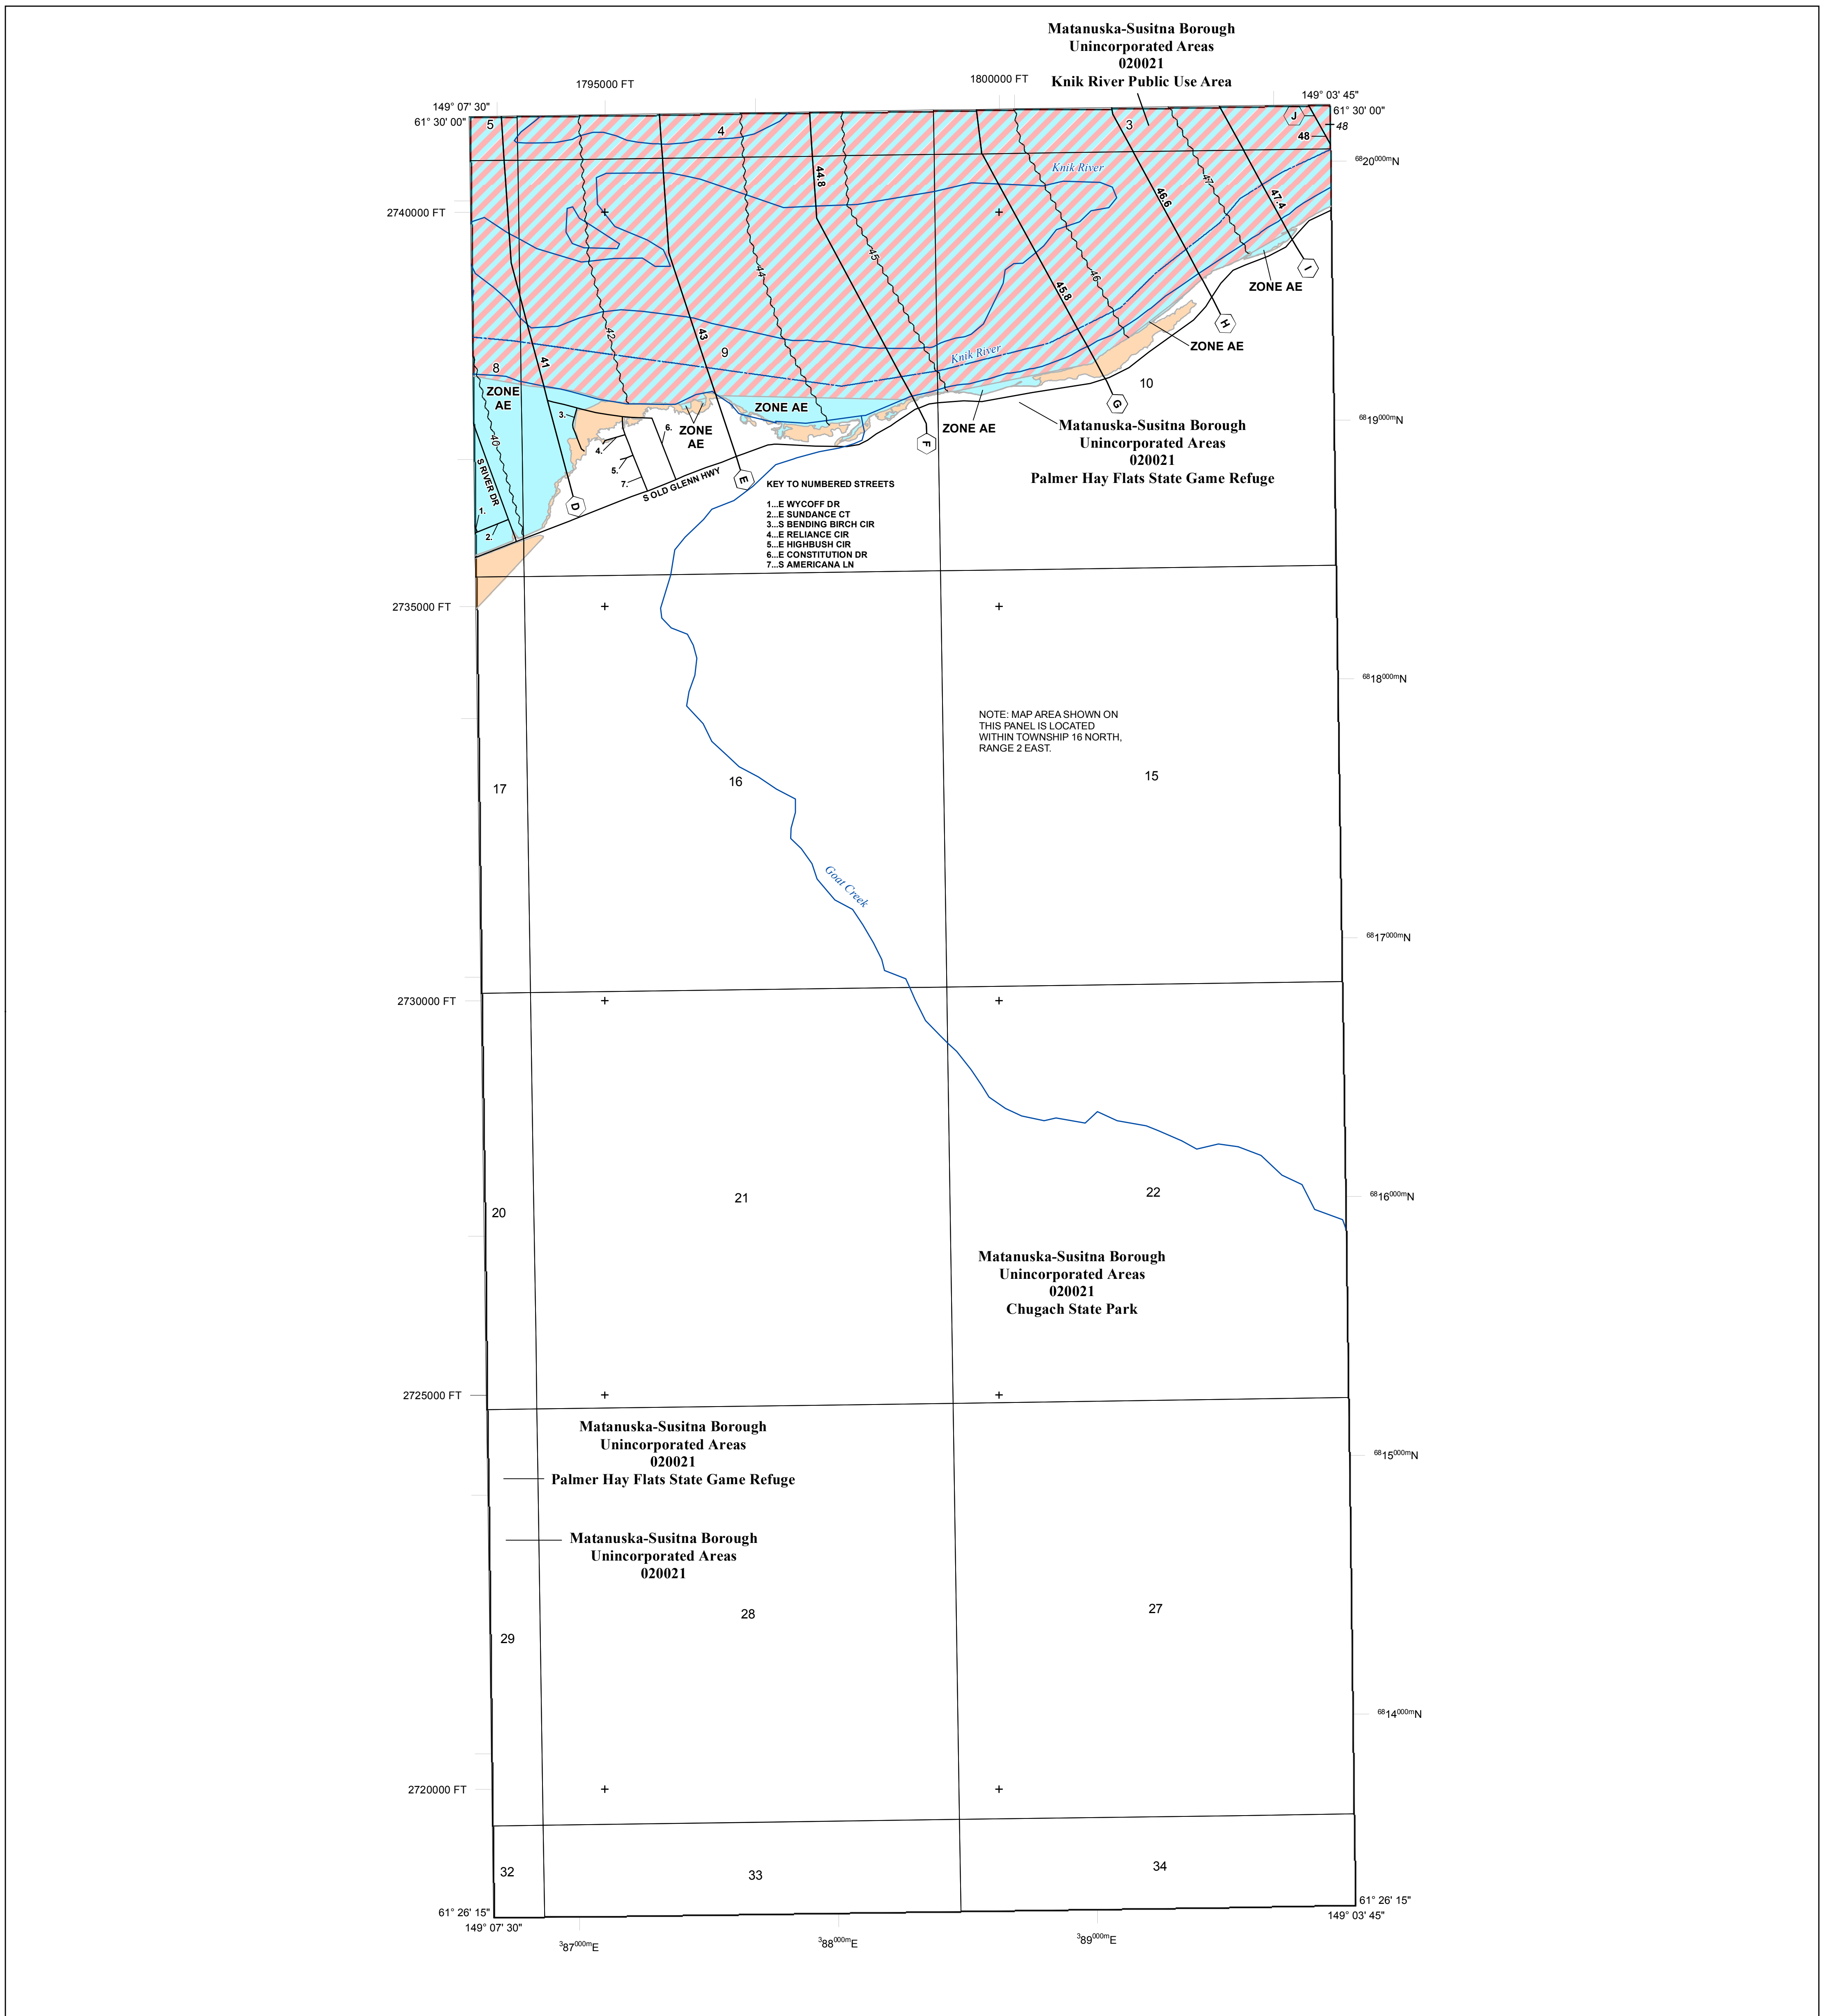 Matanuska-Susitna Borough
Unincorporated Areas
020021
Knik River Public Use Area
1795000 FT
1800000 FT
149° 07' 30"
149° 03' 45"
61° 30' 00"
61° 30' 00"
5
4
3
J
48
48
6820000mN
Knik River
44.8
47
46.6
47.4
2740000 FT
45
44
46
45.8
I
ZONE AE
42
43
H
ZONE AE
Knik River
9
41
8
ZONE
AE
10
G
3.
ZONE AE
6819000mN
6.
ZONE
AE
ZONE AE
F
Matanuska-Susitna Borough
Unincorporated Areas
020021
Palmer Hay Flats State Game Refuge
40
4.
5.
7.
S OLD GLENN HWY
E
S RIVER DR
D
1.
2.
KEY TO NUMBERED STREETS
1...E WYCOFF DR
2...E SUNDANCE CT
3...S BENDING BIRCH CIR
4...E RELIANCE CIR
5...E HIGHBUSH CIR
6...E CONSTITUTION DR
7...S AMERICANA LN
2735000 FT
6818000mN
NOTE: MAP AREA SHOWN ON
THIS PANEL IS LOCATED
WITHIN TOWNSHIP 16 NORTH,
RANGE 2 EAST.
17
16
15
Goat Creek
6817000mN
2730000 FT
20
21
22
6816000mN
Matanuska-Susitna Borough
Unincorporated Areas
020021
Chugach State Park
2725000 FT
Matanuska-Susitna Borough
Unincorporated Areas
020021
Palmer Hay Flats State Game Refuge
6815000mN
Matanuska-Susitna Borough
Unincorporated Areas
020021
28
27
29
6814000mN
2720000 FT
32
33
34
61° 26' 15"
61° 26' 15"
149° 07' 30"
149° 03' 45"
387000mE
388000mE
389000mE